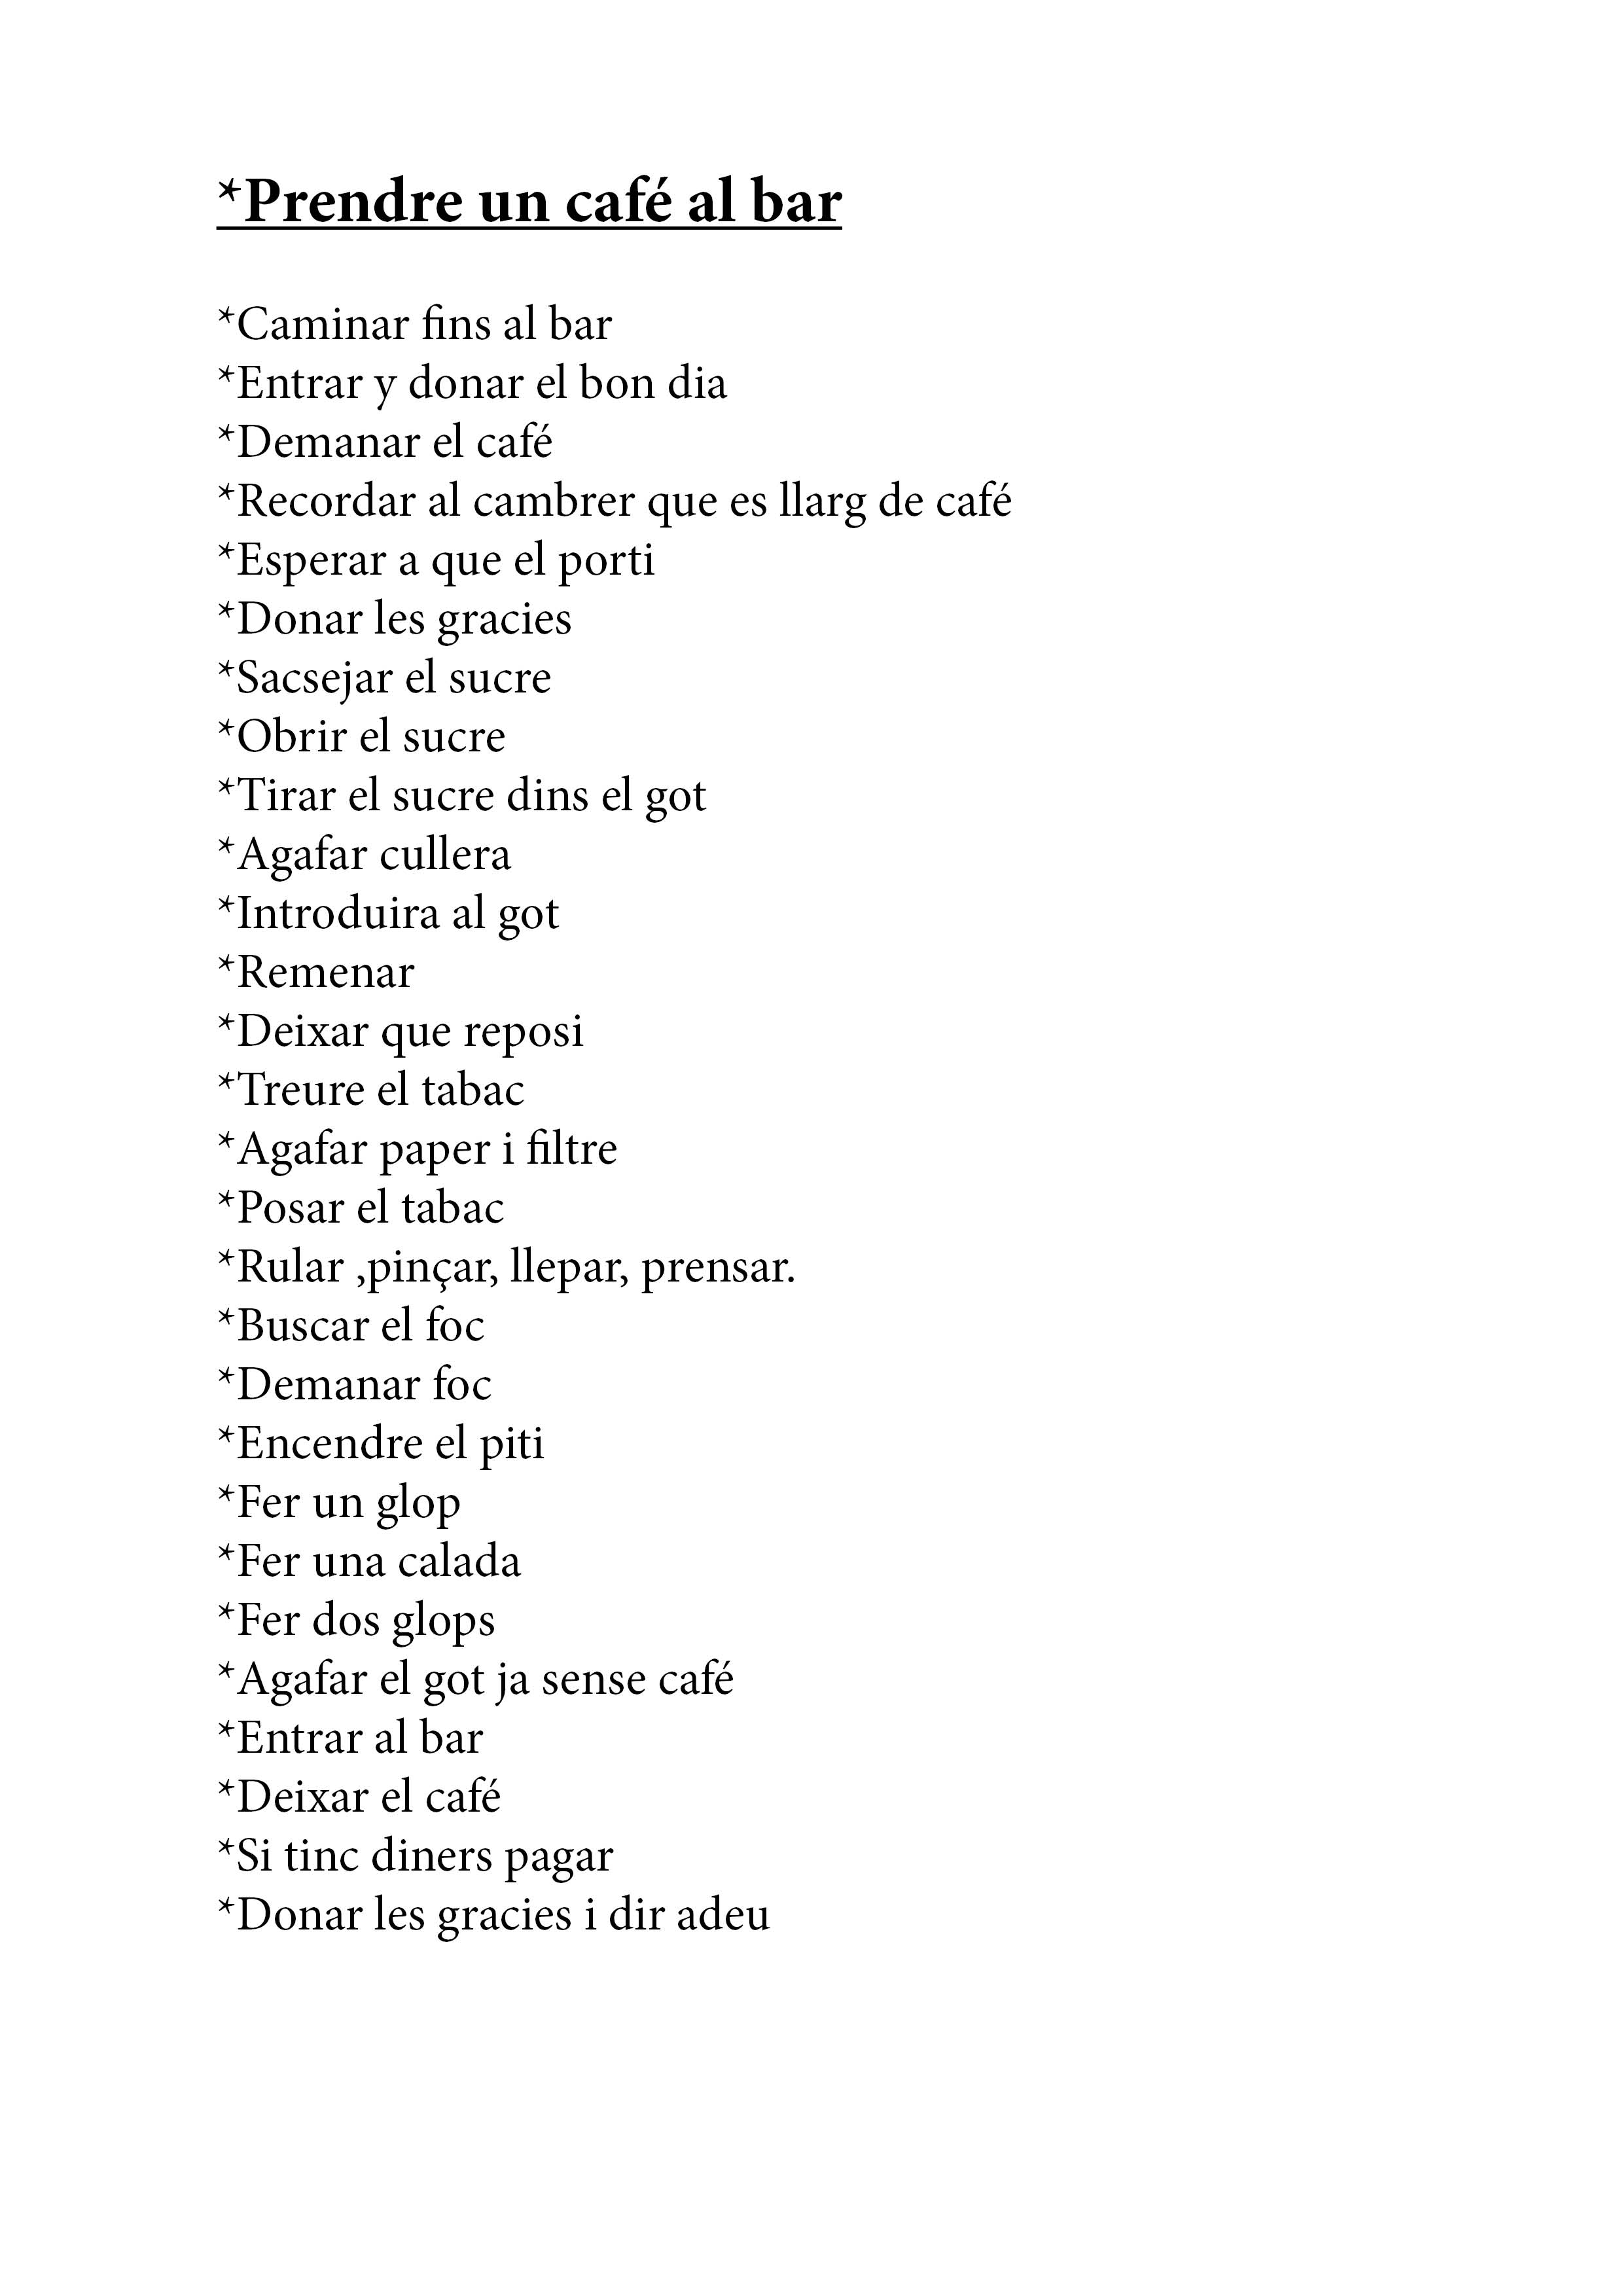 *Prendre un café al bar
*Caminar fins al bar
*Entrar y donar el bon dia
*Demanar el café
*Recordar al cambrer que es llarg de café
*Esperar a que el porti
*Donar les gracies
*Sacsejar el sucre
*Obrir el sucre
*Tirar el sucre dins el got
*Agafar cullera
*Introduira al got
*Remenar
*Deixar que reposi
*Treure el tabac
*Agafar paper i filtre
*Posar el tabac
*Rular ,pinçar, llepar, prensar.
*Buscar el foc
*Demanar foc
*Encendre el piti
*Fer un glop
*Fer una calada
*Fer dos glops
*Agafar el got ja sense café
*Entrar al bar
*Deixar el café
*Si tinc diners pagar
*Donar les gracies i dir adeu